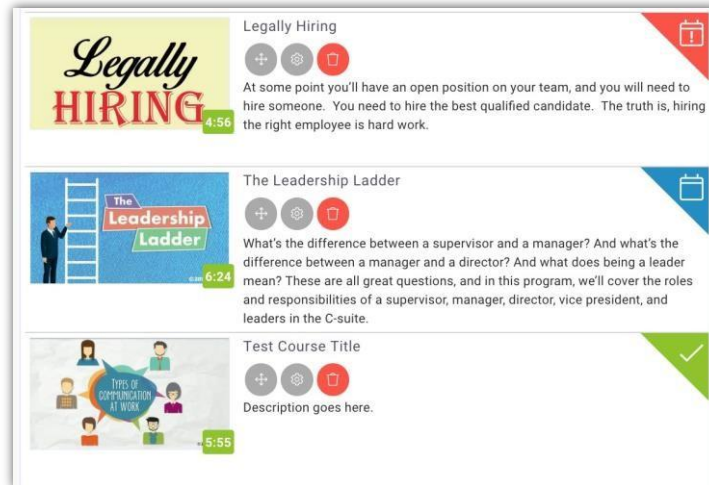 Legally Hiring
Legally
HIRING
4:56
At some point you'll have an open position on your team, and you will need to
hire someone.  You need to hire the best qualified candidate.  The truth is, hiring
the right employee is hard work.
The Leadership Ladder
The
Leadership
Ladder
6:24
What's the difference between a supervisor and a manager? And what's the
difference between a manager and a director? And what does being a leader
mean? These are all great questions, and in this program, we'll cover the roles
and responsibilities of a supervisor, manager, director, vice president, and
leaders in the C-suite.
Test Course Title
TYPES OF
COMMUNICATION
AT WORK
5:55
Description goes here.